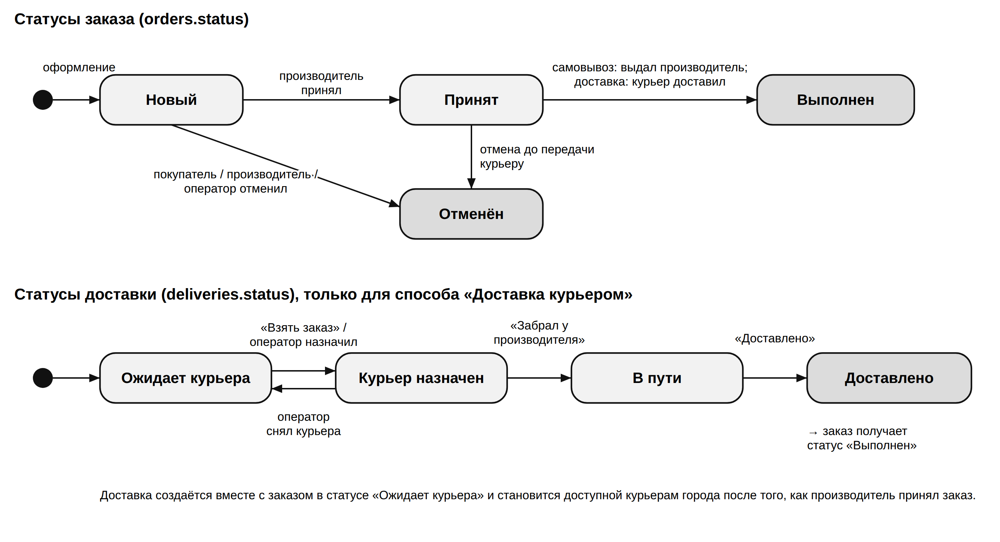 Статусы заказа (orders.status)
оформление
производитель
принял
самовывоз: выдал производитель;
доставка: курьер доставил
Новый
Принят
Выполнен
отмена до передачи
курьеру
покупатель / производитель /
оператор отменил
Отменён
Статусы доставки (deliveries.status), только для способа «Доставка курьером»
«Взять заказ» /
оператор назначил
«Забрал у
производителя»
«Доставлено»
Ожидает курьера
Курьер назначен
В пути
Доставлено
оператор
снял курьера
→ заказ получает
статус «Выполнен»
Доставка создаётся вместе с заказом в статусе «Ожидает курьера» и становится доступной курьерам города после того, как производитель принял заказ.